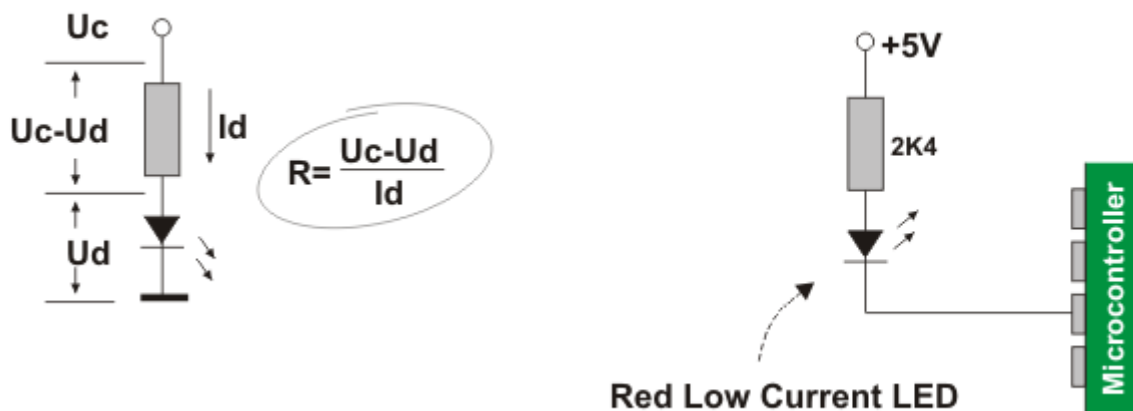 Uc
Uc-Ud
Ud
Id
R= Uc-Ud
Id
+5V
2K4
Microcontroller
Red Low Current LED